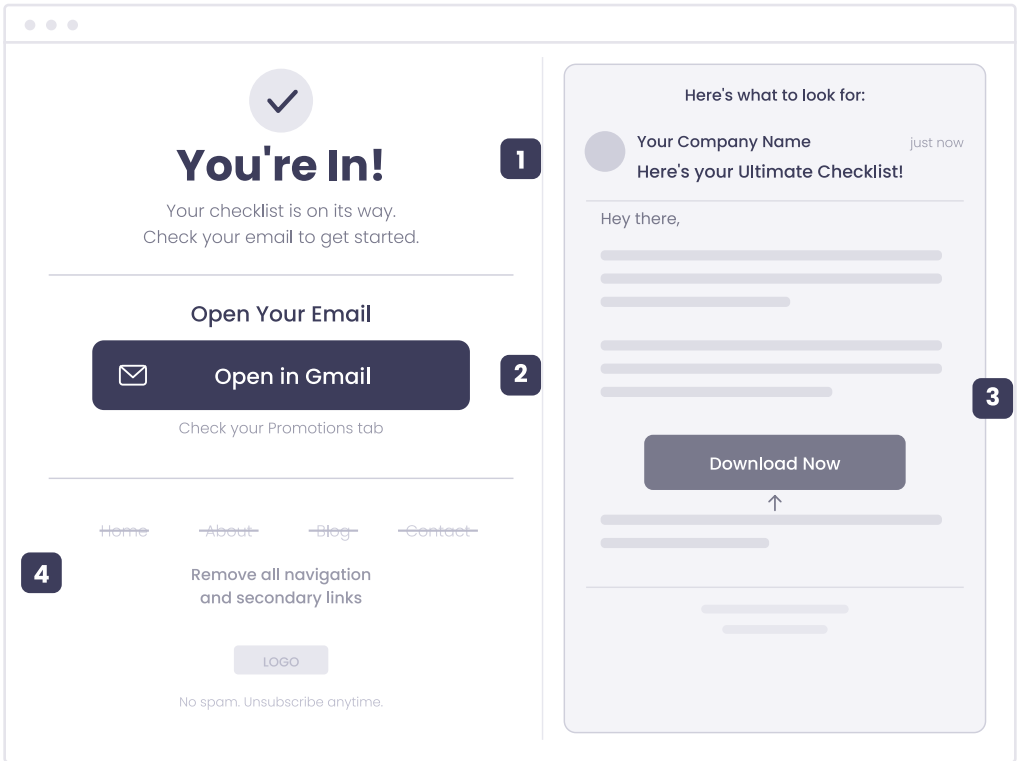 You're In!
Your checklist is on its way.
Check your email to get started.
1
Open Your Email
Open in Gmail
Check your Promotions tab
2
Home About Blog Contact
4
Remove all navigation
and secondary links
LOGO
No spam. Unsubscribe anytime.
Here's what to look for:
Your Company Name just now
Here's your Ultimate Checklist!
Hey there,
3
Download Now